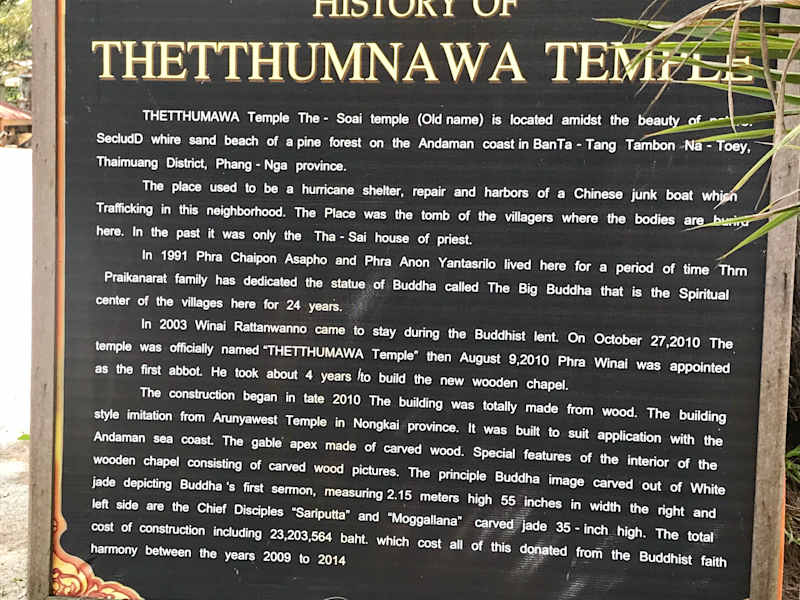 HISTORY OF
THETTHUMNAWA TEMPLE
THETTHUMAWA Temple The - Soai temple (Old name) is located amidst the beauty of
SecludD whire sand beach of a pine forest on the Andaman coast in BanTa - Tang Tambon Na - Toey,
Thaimuang District, Phang - Nga province.
The place used to be a hurricane shelter, repair and harbors of a Chinese junk boat which
Trafficking in this neighborhood. The Place was the tomb of the villagers where the bodies are
here. In the past it was only the Tha - Sai house of priest.
In 1991 Phra Chaipon Asapho and Phra Anon Yantasrilo lived here for a period of time Thrn
Praikanarat family has dedicated the statue of Buddha called The Big Buddha that is the Spiritual
center of the villages here for 24 years.
In 2003 Winai Rattanwanno came to stay during the Buddhist lent. On October 27,2010 The
temple was officially named "THETTHUMAWA Temple" then August 9,2010 Phra Winai was appointed
as the first abbot. He took about 4 years to build the new wooden chapel.
The construction began in tate 2010 The building was totally made from wood. The building
style imitation from Arunyawest Temple in Nongkai province. It was built to suit application with the
Andaman sea coast. The gable apex made of carved wood. Special features of the interior of the
wooden chapel consisting of carved wood pictures. The principle Buddha image carved out of White
jade depicting Buddha's first sermon, measuring 2.15 meters high 55 inches in width the right and
left side are the Chief Disciples "Sariputta" and "Moggallana" carved jade 35 - inch high. The total
cost of construction including 23,203,564 baht. which cost all of this donated from the Buddhist faith
harmony between the years 2009 to 2014